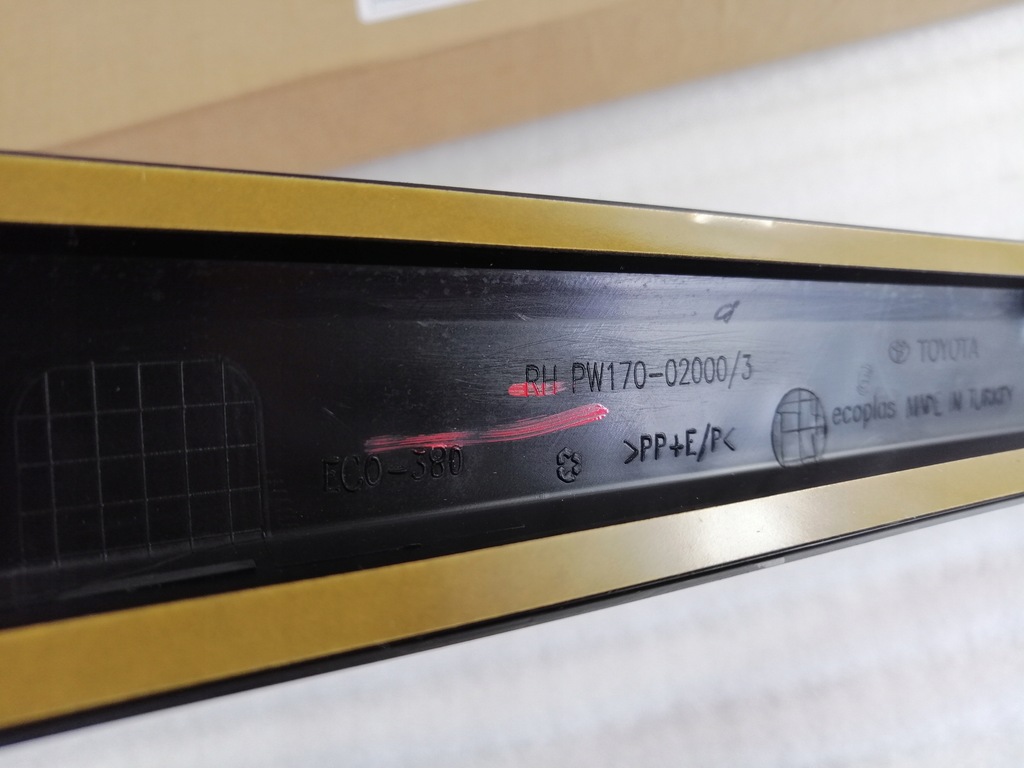 TOYOTA
RH PW170-02000/3
ecoplas MADE IN TURKEY
>PP+E/P<
ECO-380